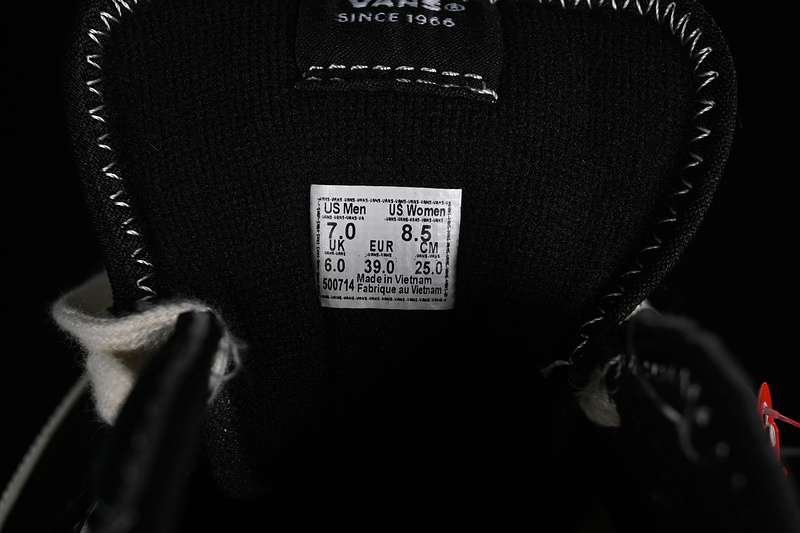 VANS®
SINCE 1966
US Men US Women
7.0 8.5
UK EUR CM
6.0 39.0 25.0
500714 Made in Vietnam
Fabrique au Vietnam